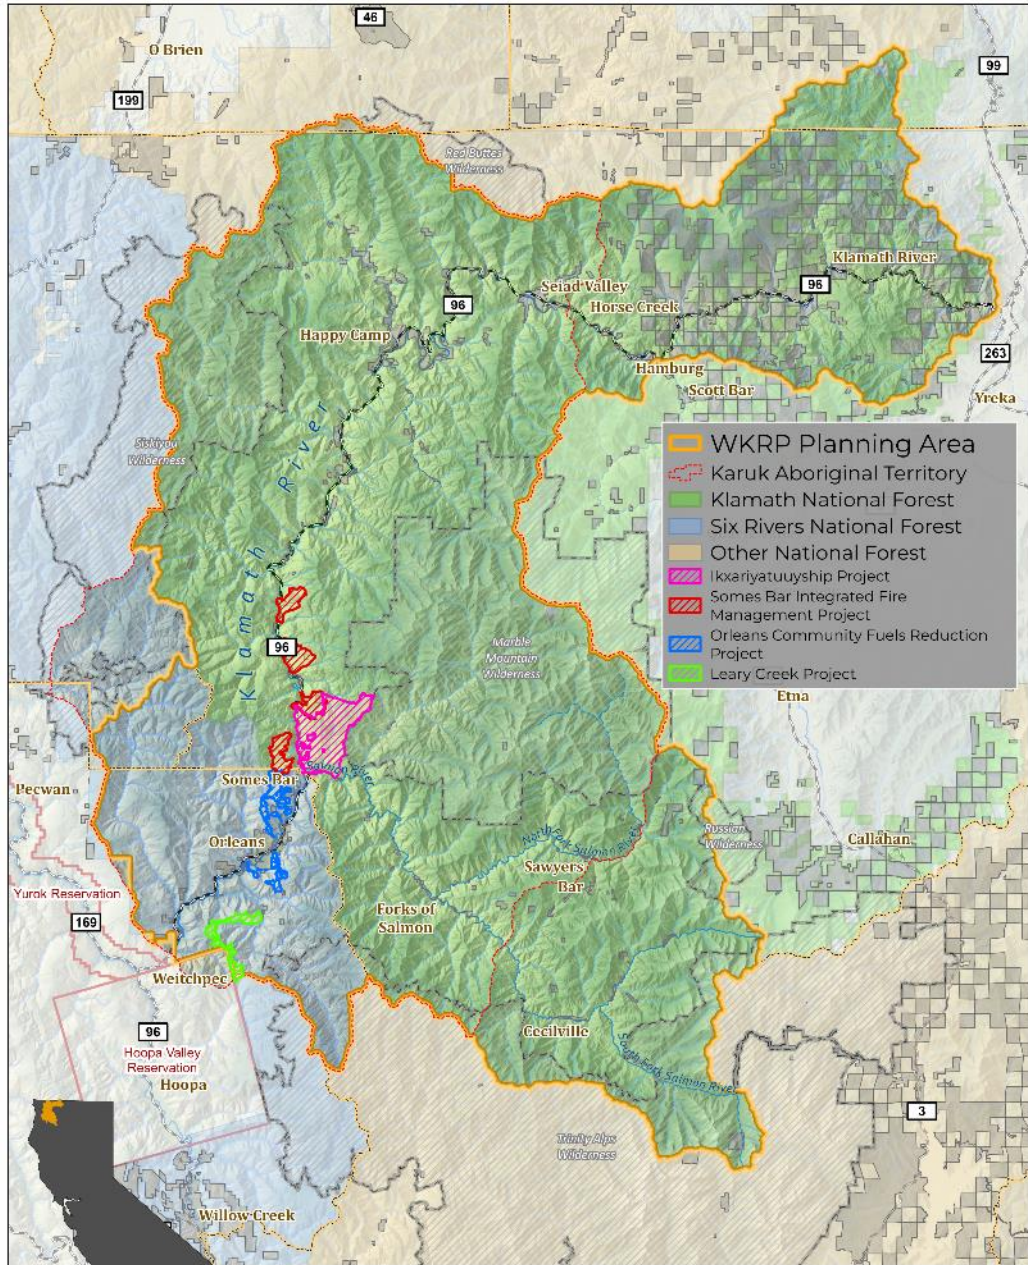 46
O Brien
99
199
Red Buttes
Wilderness
Klamath River
96
Seiad Valley
96
Horse Creek
Happy Camp
263
Hamburg
Scott Bar
Yreka
Siskiyou
Wilderness
Klamath River
WKRP Planning Area
Karuk Aboriginal Territory
Klamath National Forest
Six Rivers National Forest
Other National Forest
Ikxariyatuuyship Project
Somes Bar Integrated Fire
Management Project
Orleans Community Fuels Reduction
Project
Leary Creek Project
96
Marble
Mountain
Wilderness
Etna
Salmon River
Somes Bar
Pecwan
Orleans
North Fork Salmon River
Russian
Wilderness
Callahan
Sawyers
Bar
Yurok Reservation
Forks of
Salmon
169
Weitchpec
Cecilville
96
Hoopa Valley
Reservation
Hoopa
South Fork Salmon River
3
Trinity Alps
Wilderness
Willow Creek